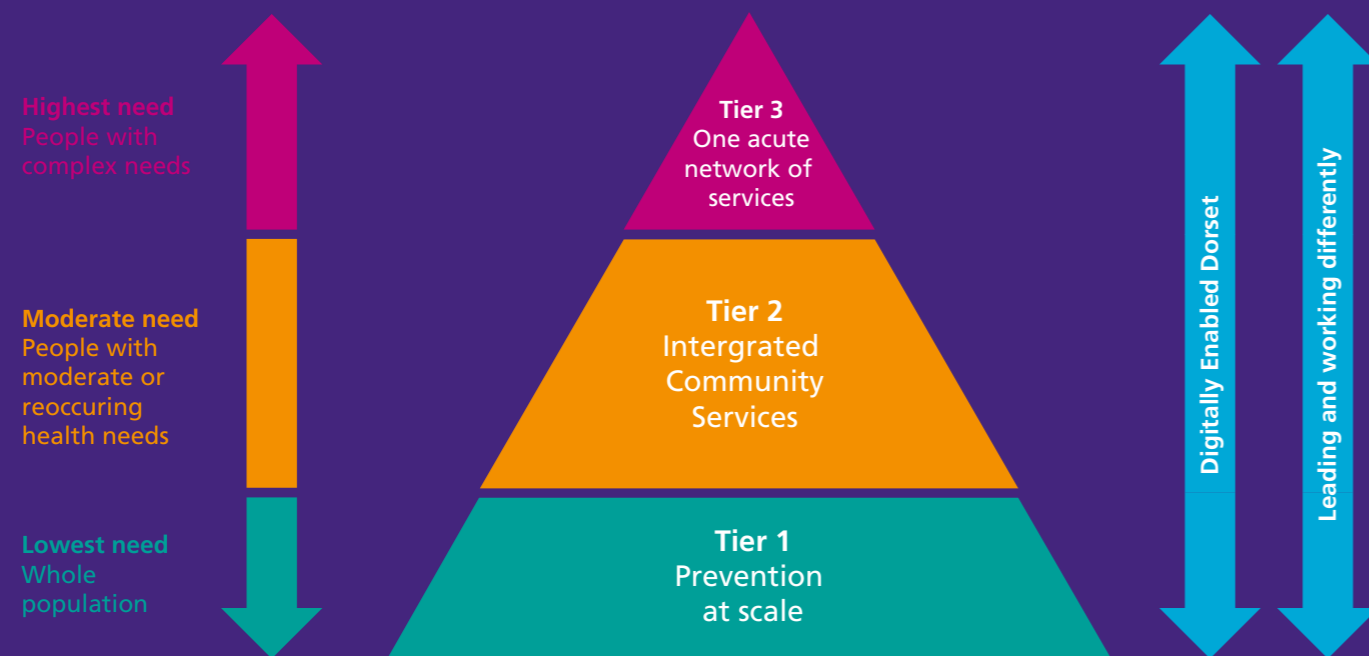 Highest need
People with
complex needs
Moderate need
People with
moderate or
reoccuring
health needs
Lowest need
Whole
population
Tier 3
One acute
network of
services
Tier 2
Intergrated
Community
Services
Tier 1
Prevention
at scale
Digitally Enabled Dorset
Leading and working differently